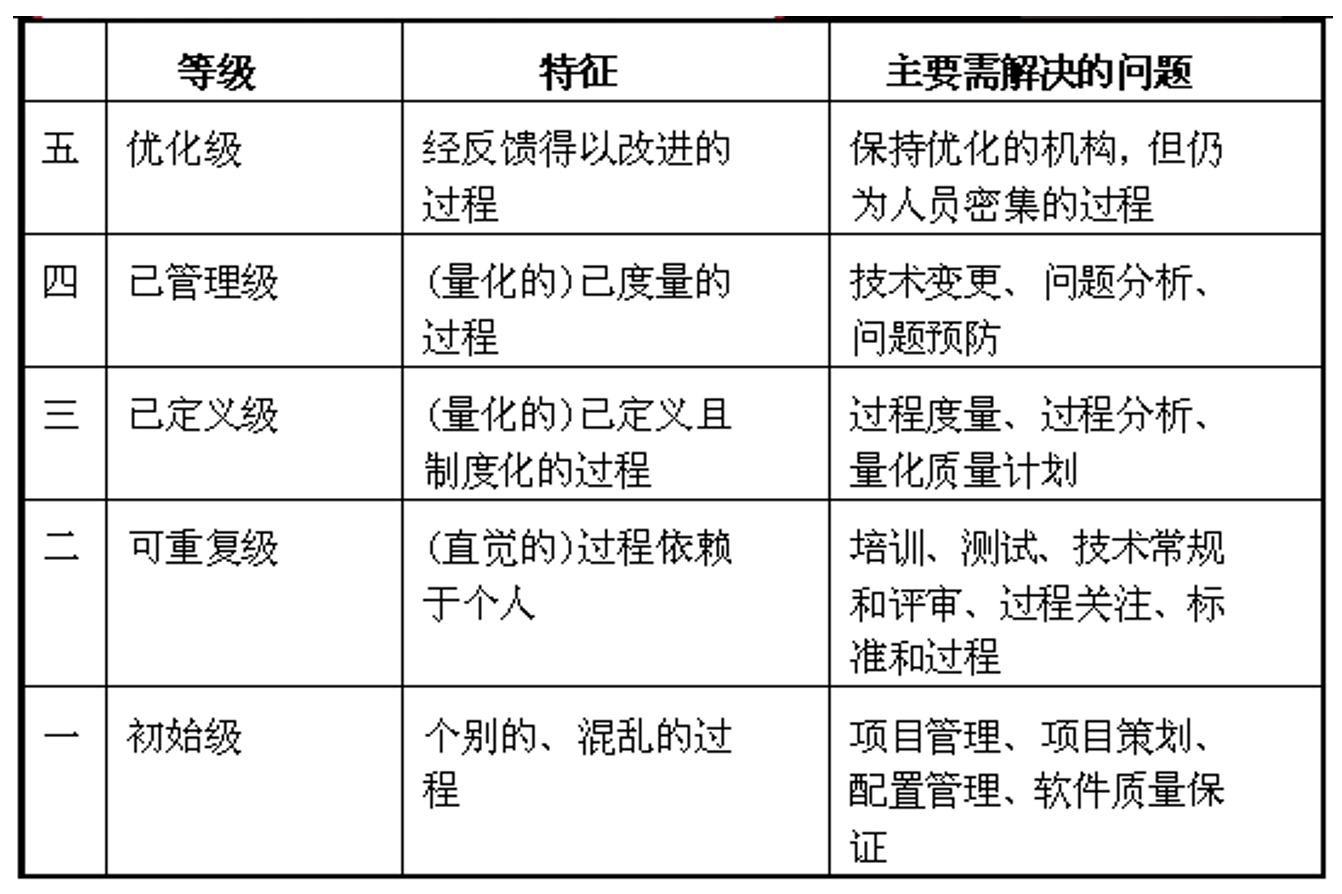 等级 特征 主要需解决的问题
五 优化级 经反馈得以改进的 保持优化的机构, 但仍
过程 为人员密集的过程
四 已管理级 (量化的)已度量的 技术变更、问题分析、
过程 问题预防
三 已定义级 (量化的)已定义且 过程度量、过程分析、
制度化的过程 量化质量计划
二 可重复级 (直觉的)过程依赖 培训、测试、技术常规
于个人 和评审、过程关注、标
准和过程
一 初始级 个别的、混乱的过 项目管理、项目策划、
程 配置管理、软件质量保
证